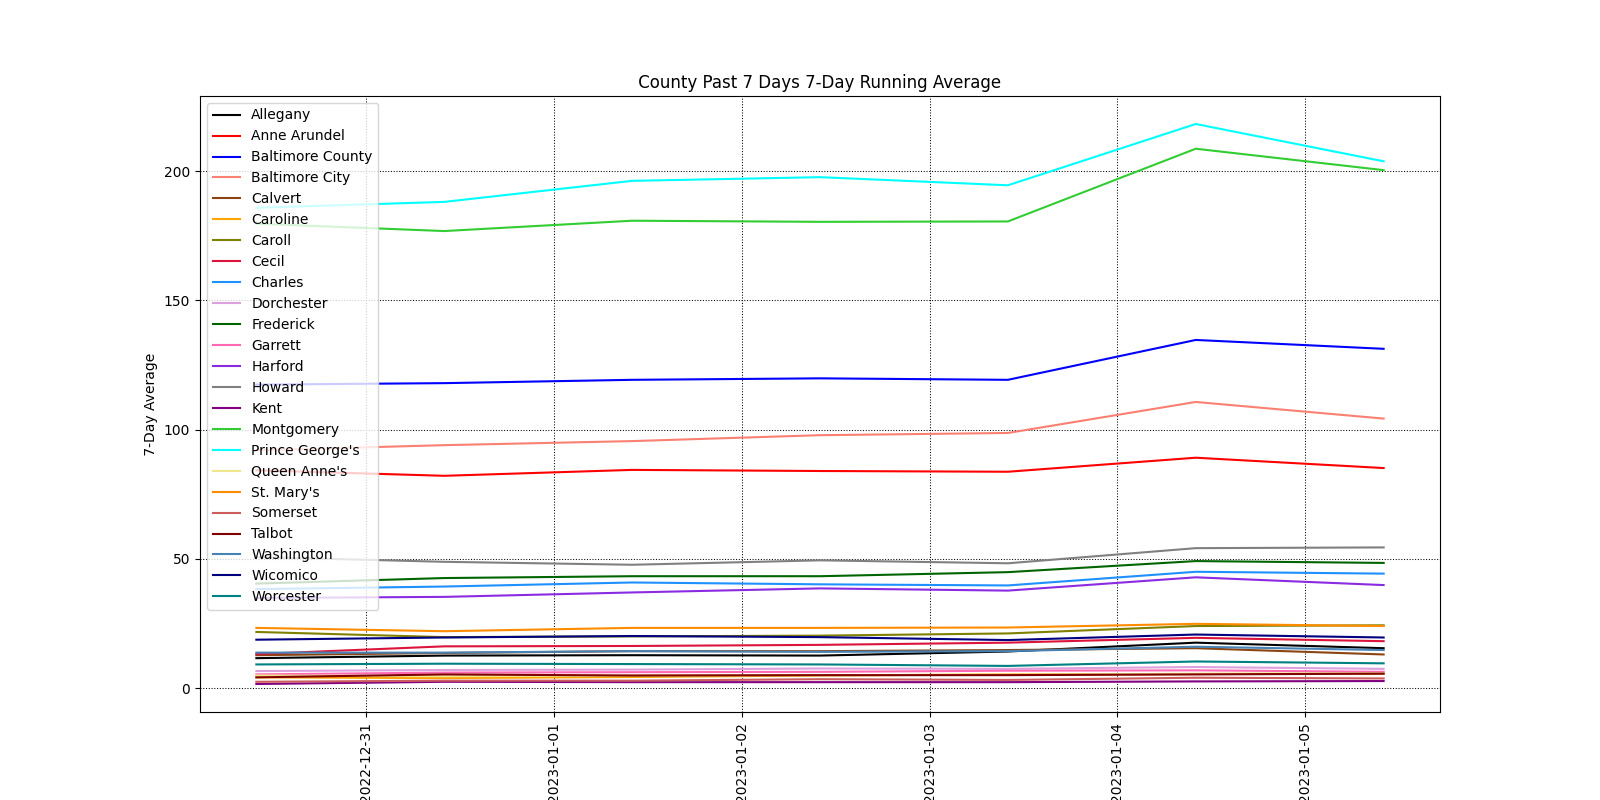 County Past 7 Days 7-Day Running Average
Allegany
Anne Arundel
Baltimore County
Baltimore City
Calvert
Caroline
Caroll
Cecil
Charles
Dorchester
Frederick
Garrett
Harford
Howard
Kent
Montgomery
Prince George's
Queen Anne's
St. Mary's
Somerset
Talbot
Washington
Wicomico
Worcester
7-Day Average
200
150
100
50
0
2022-12-31
2023-01-01
2023-01-02
2023-01-03
2023-01-04
2023-01-05